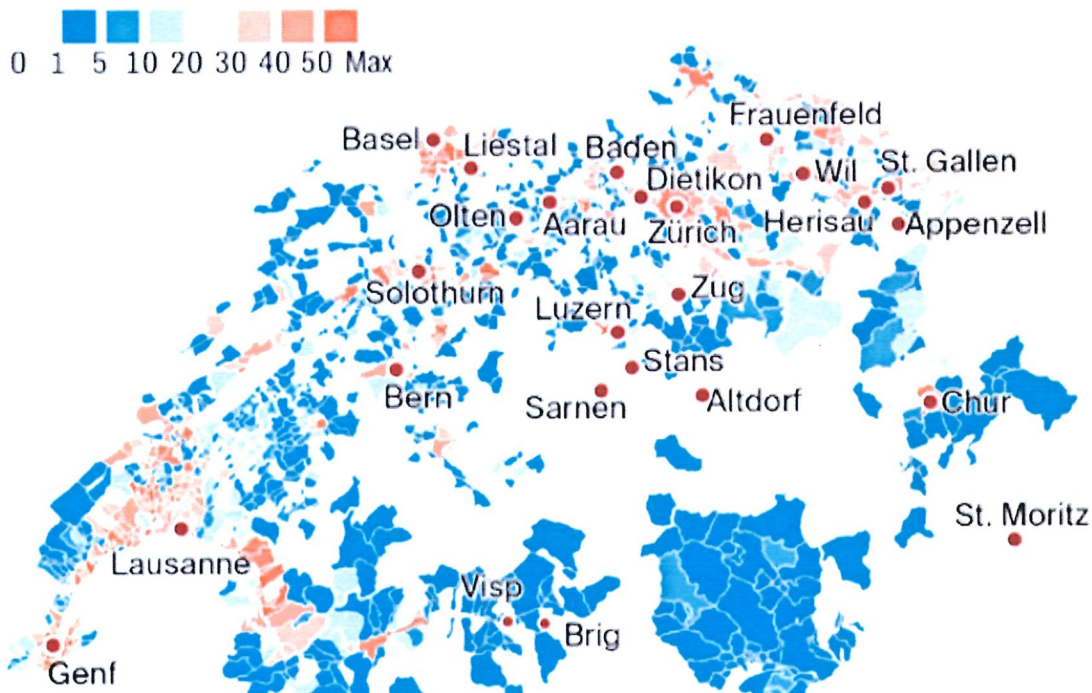 0 1 5 10 20 30 40 50 Max
Frauenfeld
Basel
Liestal
Baden
Wil
St. Gallen
Dietikon
Olten
Aarau
Zürich
Herisau
Appenzell
Solothurn
Zug
Luzern
Stans
Bern
Sarnen
Altdorf
Chur
St. Moritz
Lausanne
Visp
Brig
Genf